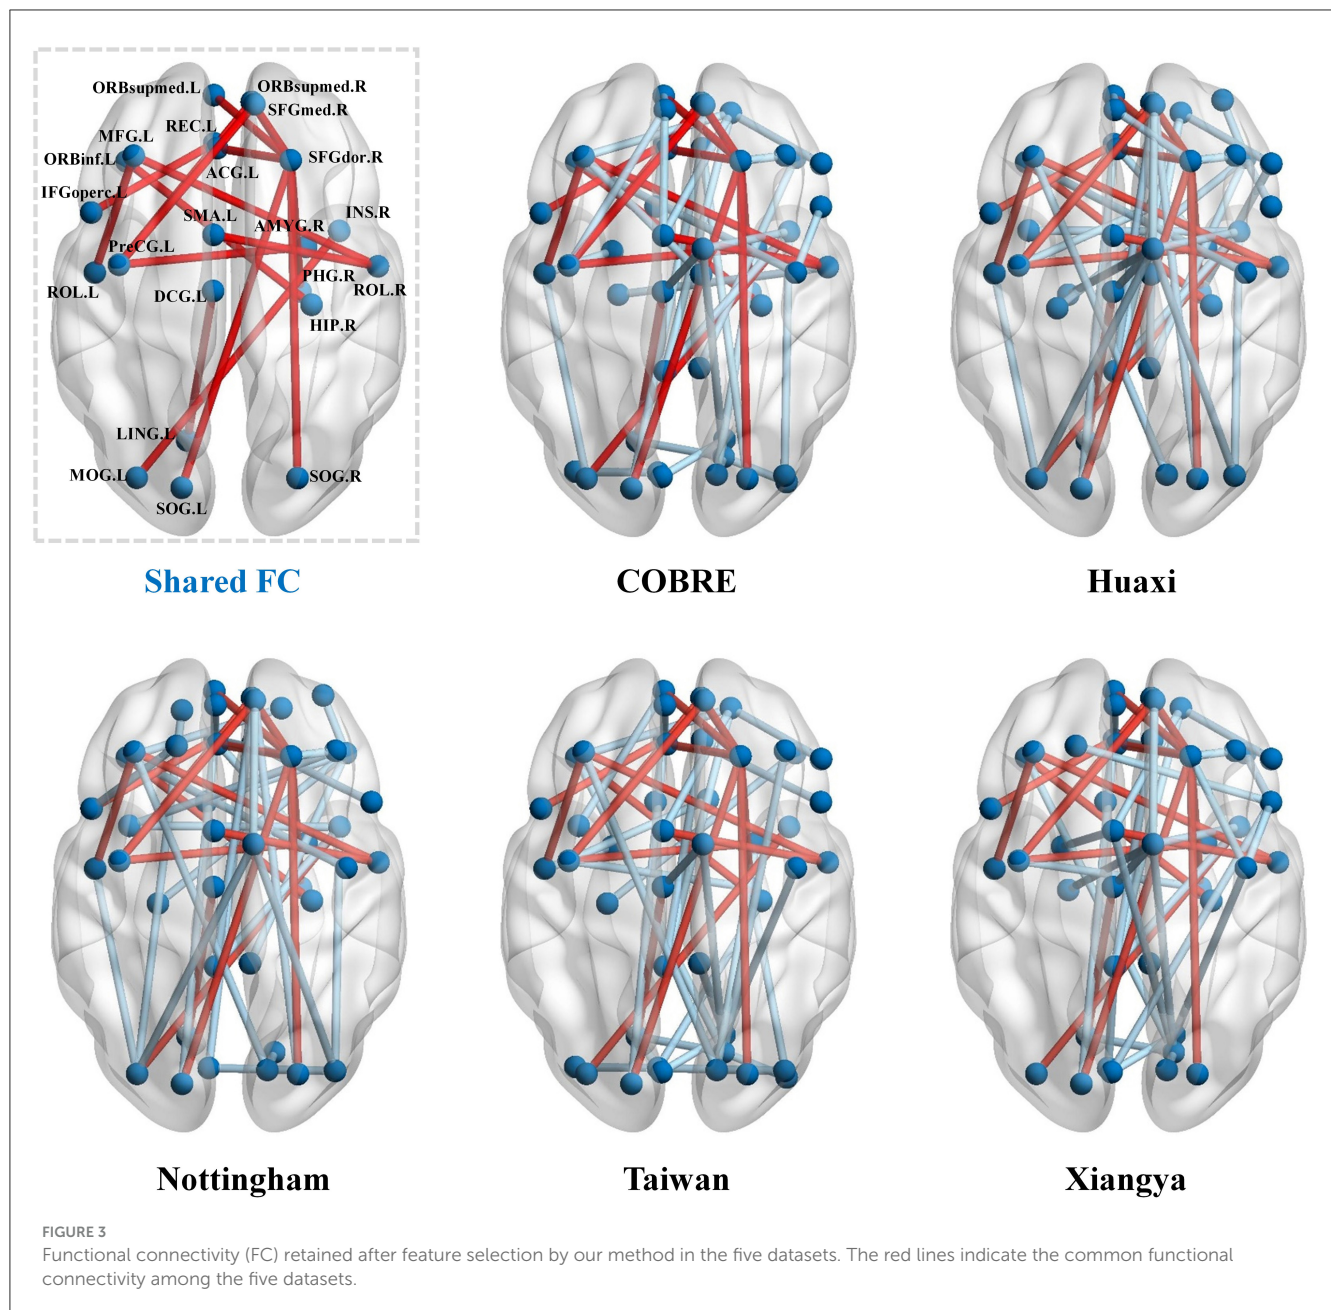 ORBsupmed.L
ORBsupmed.R
SFGmed.R
REC.L
MFG.L
ORBinf.L
SFGdor.R
ACG.L
IFGoperc.L
SMA.L
INS.R
AMYG.R
PreCG.L
PHG.R
ROL.L
DCG.L
ROL.R
HIP.R
LING.L
MOG.L
SOG.R
SOG.L
Shared FC
COBRE
Huaxi
Nottingham
Taiwan
Xiangya
FIGURE 3
Functional connectivity (FC) retained after feature selection by our method in the five datasets. The red lines indicate the common functional
connectivity among the five datasets.